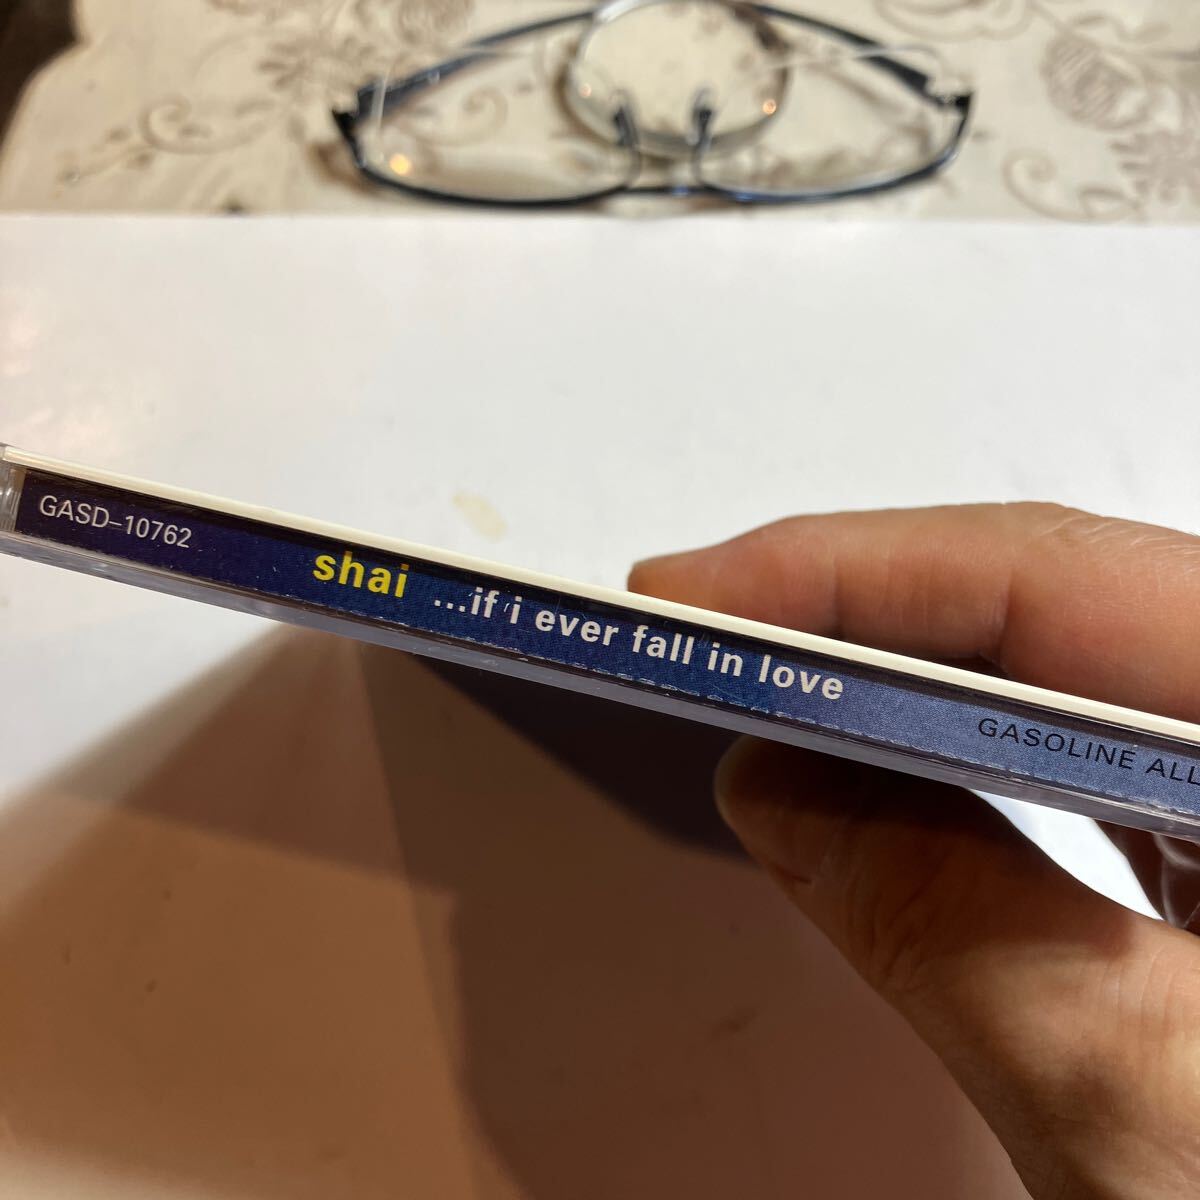 GASD–10762 shai ...if i ever fall in love GASOLINE ALL